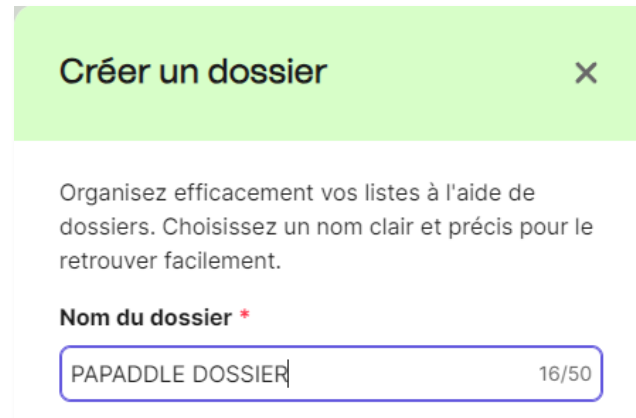 Créer un dossier
Organisez efficacement vos listes à l'aide de
dossiers. Choisissez un nom clair et précis pour le
retrouver facilement.
Nom du dossier *
PAPADDLE DOSSIER 16/50